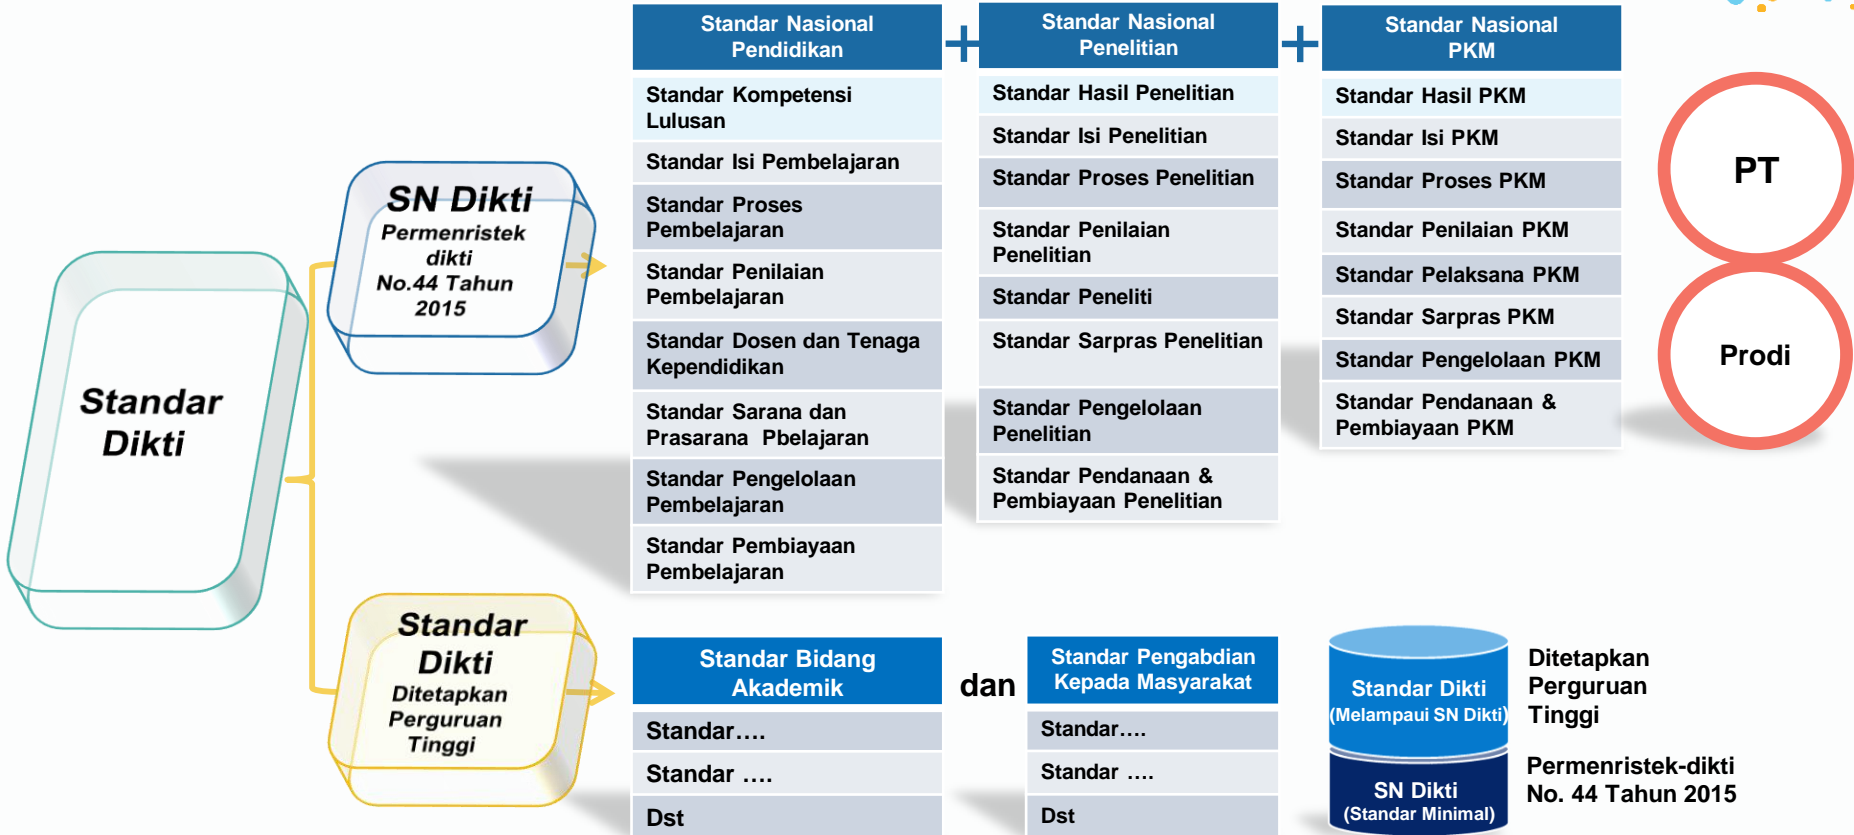 Standar
Dikti
SN Dikti
Permenristek
dikti
No.44 Tahun
2015
Standar Nasional
Pendidikan
Standar Kompetensi
Lulusan
Standar Isi Pembelajaran
Standar Proses
Pembelajaran
Standar Penilaian
Pembelajaran
Standar Dosen dan Tenaga
Kependidikan
Standar Sarana dan
Prasarana Pbelajaran
Standar Pengelolaan
Pembelajaran
Standar Pembiayaan
Pembelajaran
+
Standar Nasional
Penelitian
Standar Hasil Penelitian
Standar Isi Penelitian
Standar Proses Penelitian
Standar Penilaian
Penelitian
Standar Peneliti
Standar Sarpras Penelitian
Standar Pengelolaan
Penelitian
Standar Pendanaan &
Pembiayaan Penelitian
+
Standar Nasional
PKM
Standar Hasil PKM
Standar Isi PKM
Standar Proses PKM
Standar Penilaian PKM
Standar Pelaksana PKM
Standar Sarpras PKM
Standar Pengelolaan PKM
Standar Pendanaan &
Pembiayaan PKM
PT
Prodi
Standar
Dikti
Ditetapkan
Perguruan
Tinggi
Standar Bidang
Akademik
Standar....
Standar ....
Dst
dan
Standar Pengabdian
Kepada Masyarakat
Standar....
Standar ....
Dst
Standar Dikti
(Melampaui SN Dikti)
SN Dikti
(Standar Minimal)
Ditetapkan
Perguruan
Tinggi
Permenristek-dikti
No. 44 Tahun 2015